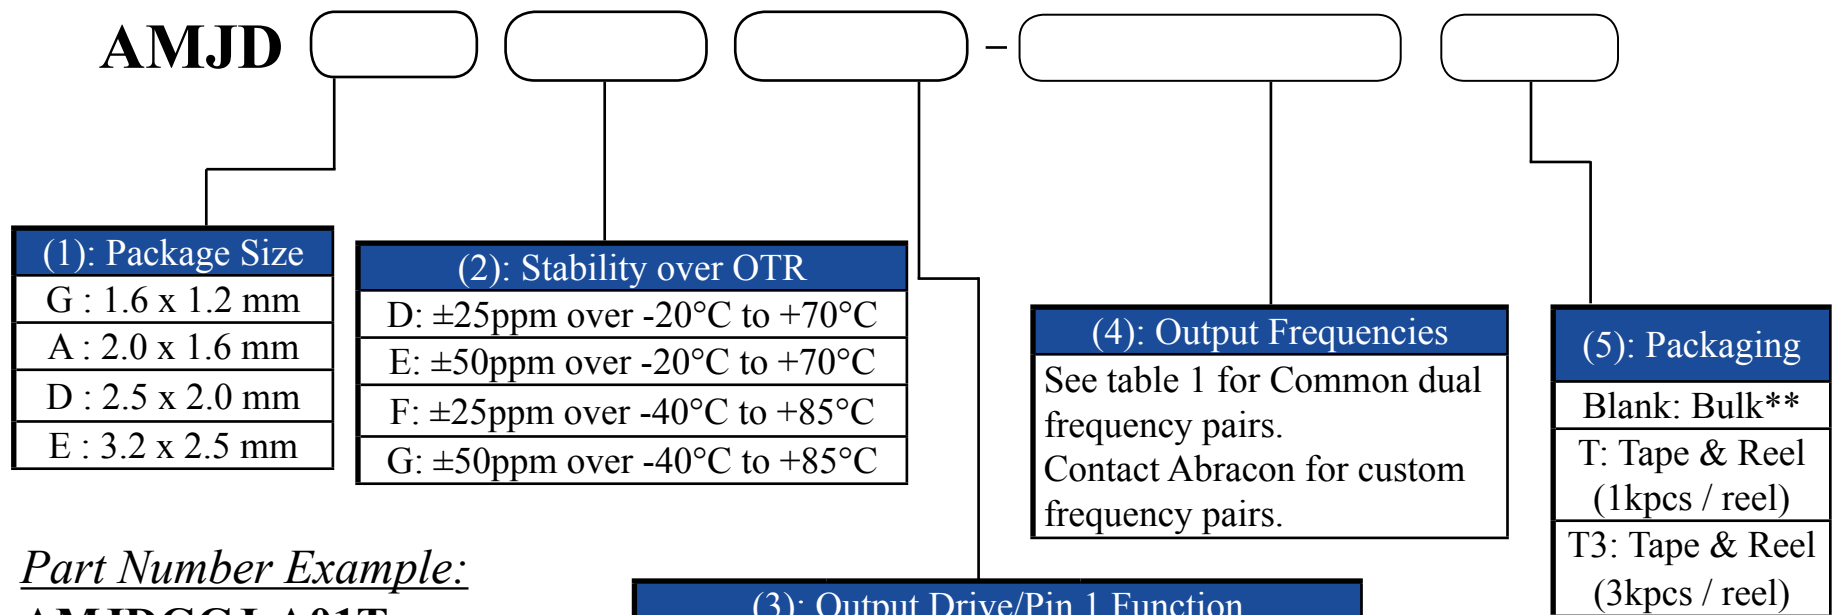 AMJD –
(1): Package Size
G : 1.6 x 1.2 mm
A : 2.0 x 1.6 mm
D : 2.5 x 2.0 mm
E : 3.2 x 2.5 mm
(2): Stability over OTR
D: ±25ppm over -20°C to +70°C
E: ±50ppm over -20°C to +70°C
F: ±25ppm over -40°C to +85°C
G: ±50ppm over -40°C to +85°C
(4): Output Frequencies
See table 1 for Common dual
frequency pairs.
Contact Abracon for custom
frequency pairs.
(5): Packaging
Blank: Bulk**
T: Tape & Reel
(1kpcs / reel)
T3: Tape & Reel
(3kpcs / reel)
Part Number Example:
(3): Output Drive/Pin 1 Function